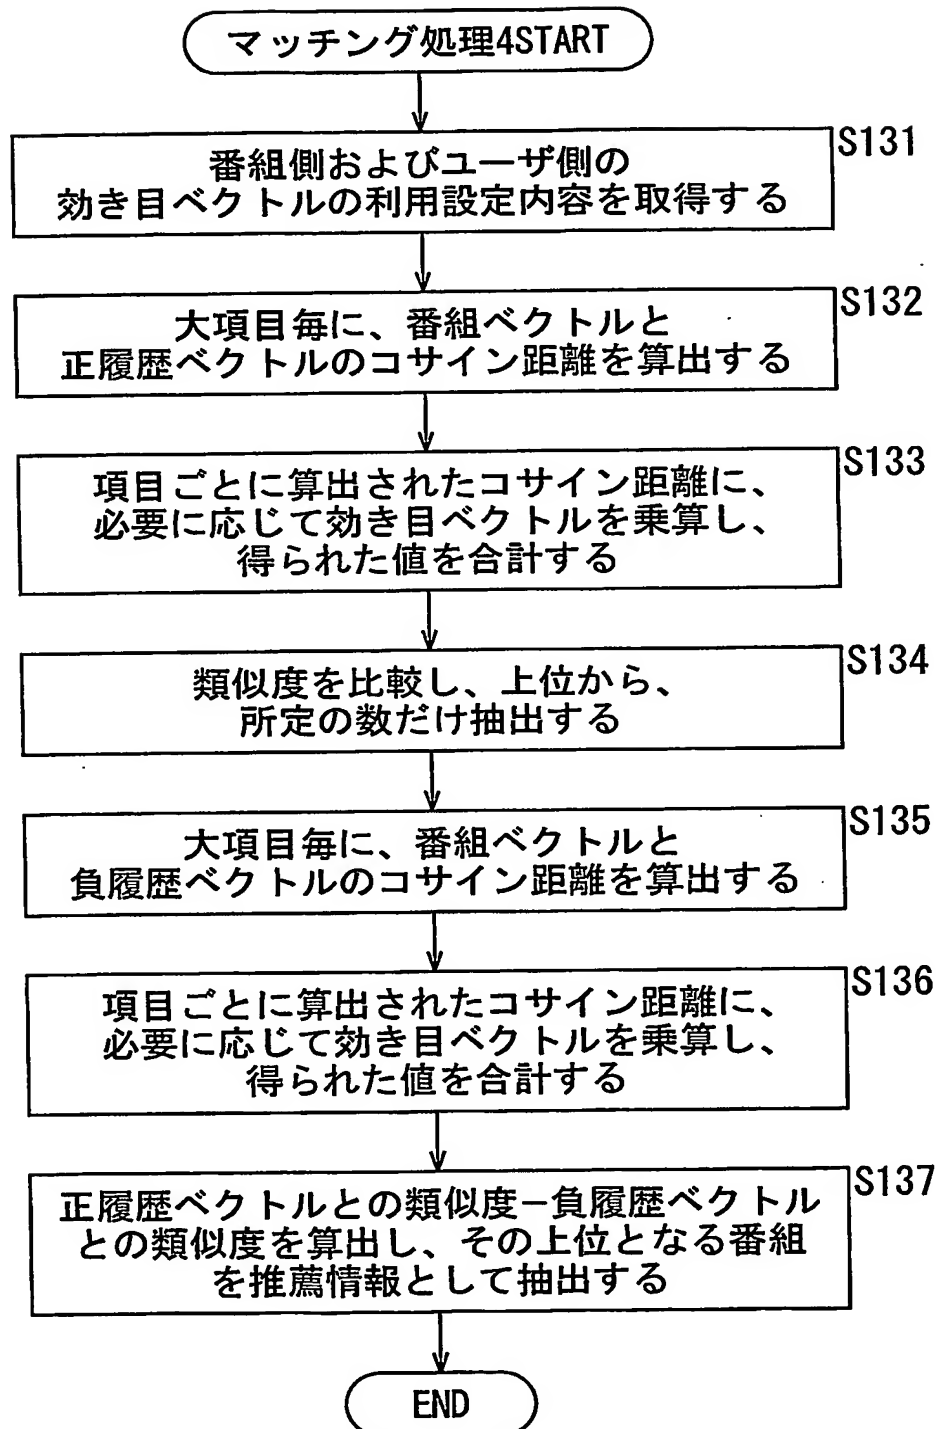 マッチング処理4START
S131
番組側およびユーザ側の
効き目ベクトルの利用設定内容を取得する
S132
大項目毎に、番組ベクトルと
正履歴ベクトルのコサイン距離を算出する
S133
項目ごとに算出されたコサイン距離に、
必要に応じて効き目ベクトルを乗算し、
得られた値を合計する
S134
類似度を比較し、上位から、
所定の数だけ抽出する
S135
大項目毎に、番組ベクトルと
負履歴ベクトルのコサイン距離を算出する
S136
項目ごとに算出されたコサイン距離に、
必要に応じて効き目ベクトルを乗算し、
得られた値を合計する
S137
正履歴ベクトルとの類似度−負履歴ベクトル
との類似度を算出し、その上位となる番組
を推薦情報として抽出する
END